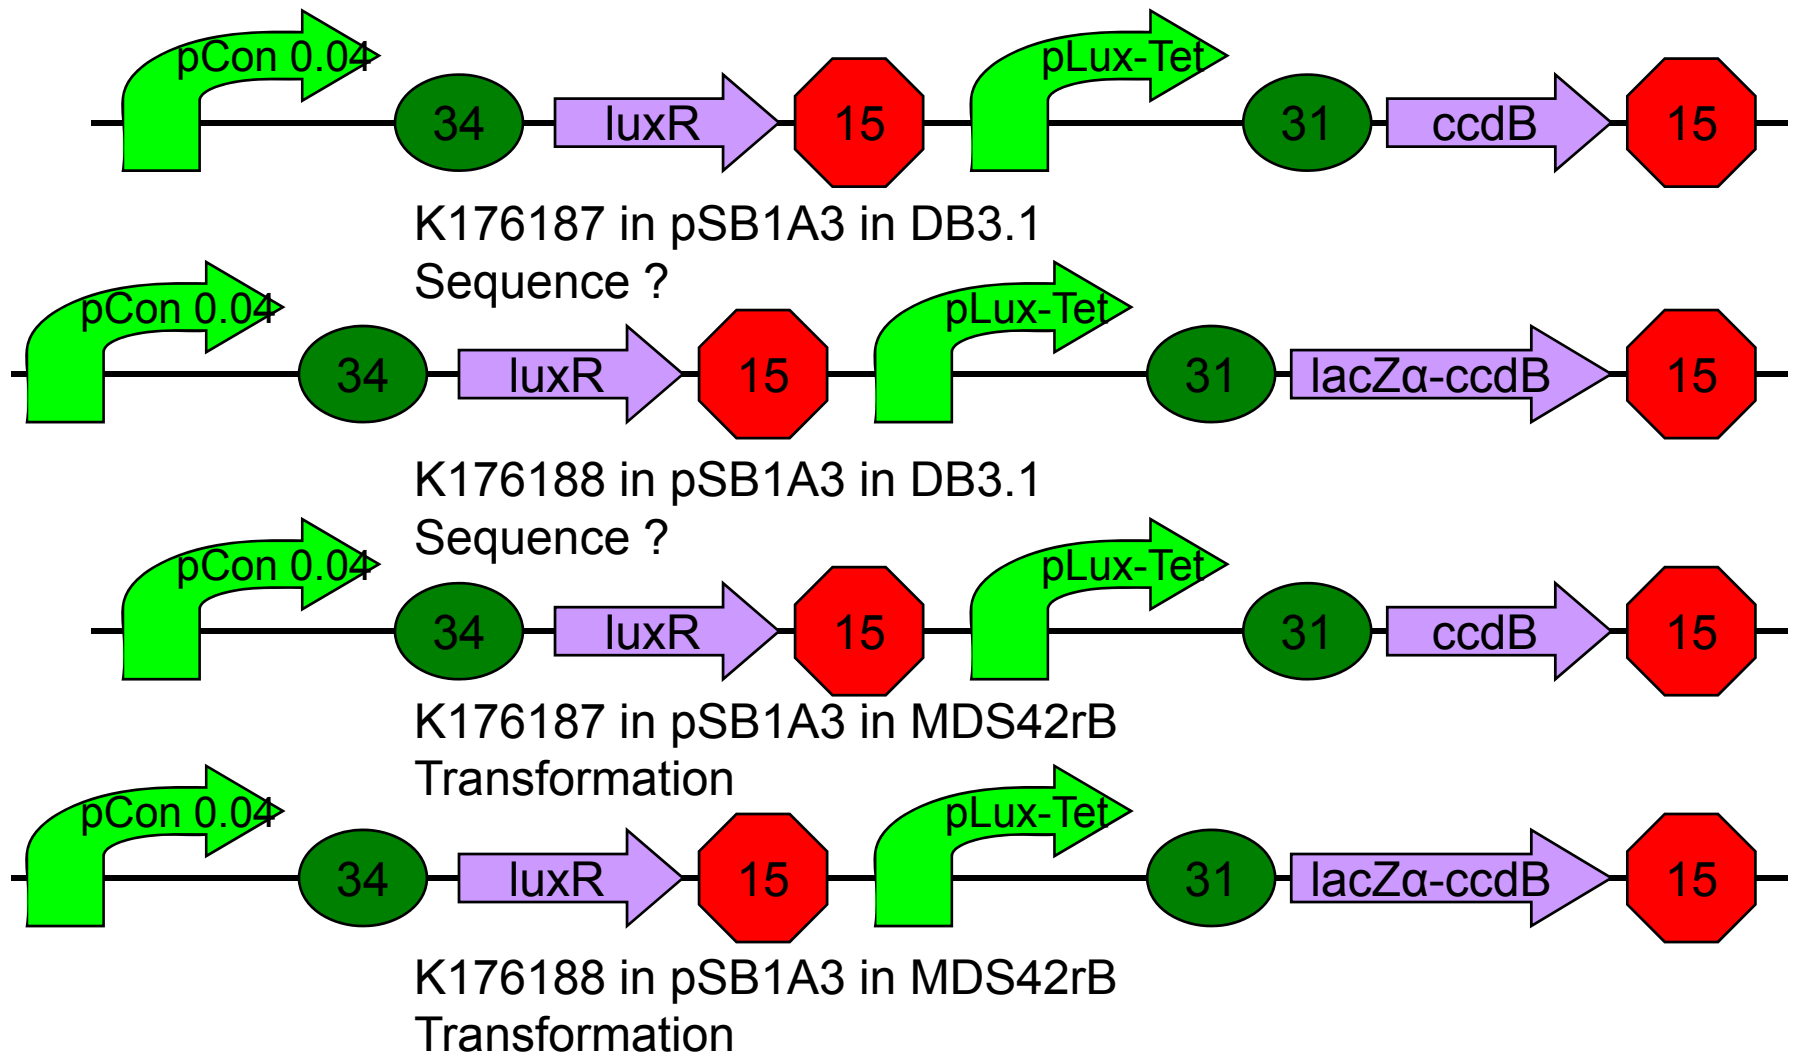 pCon 0.04 pLux-Tet
34 luxR 15 31 ccdB 15
K176187 in pSB1A3 in DB3.1
Sequence ?
pCon 0.04 pLux-Tet
34 luxR 15 31 lacZα-ccdB 15
K176188 in pSB1A3 in DB3.1
Sequence ?
pCon 0.04 pLux-Tet
34 luxR 15 31 ccdB 15
K176187 in pSB1A3 in MDS42rB
Transformation
pCon 0.04 pLux-Tet
34 luxR 15 31 lacZα-ccdB 15
K176188 in pSB1A3 in MDS42rB
Transformation